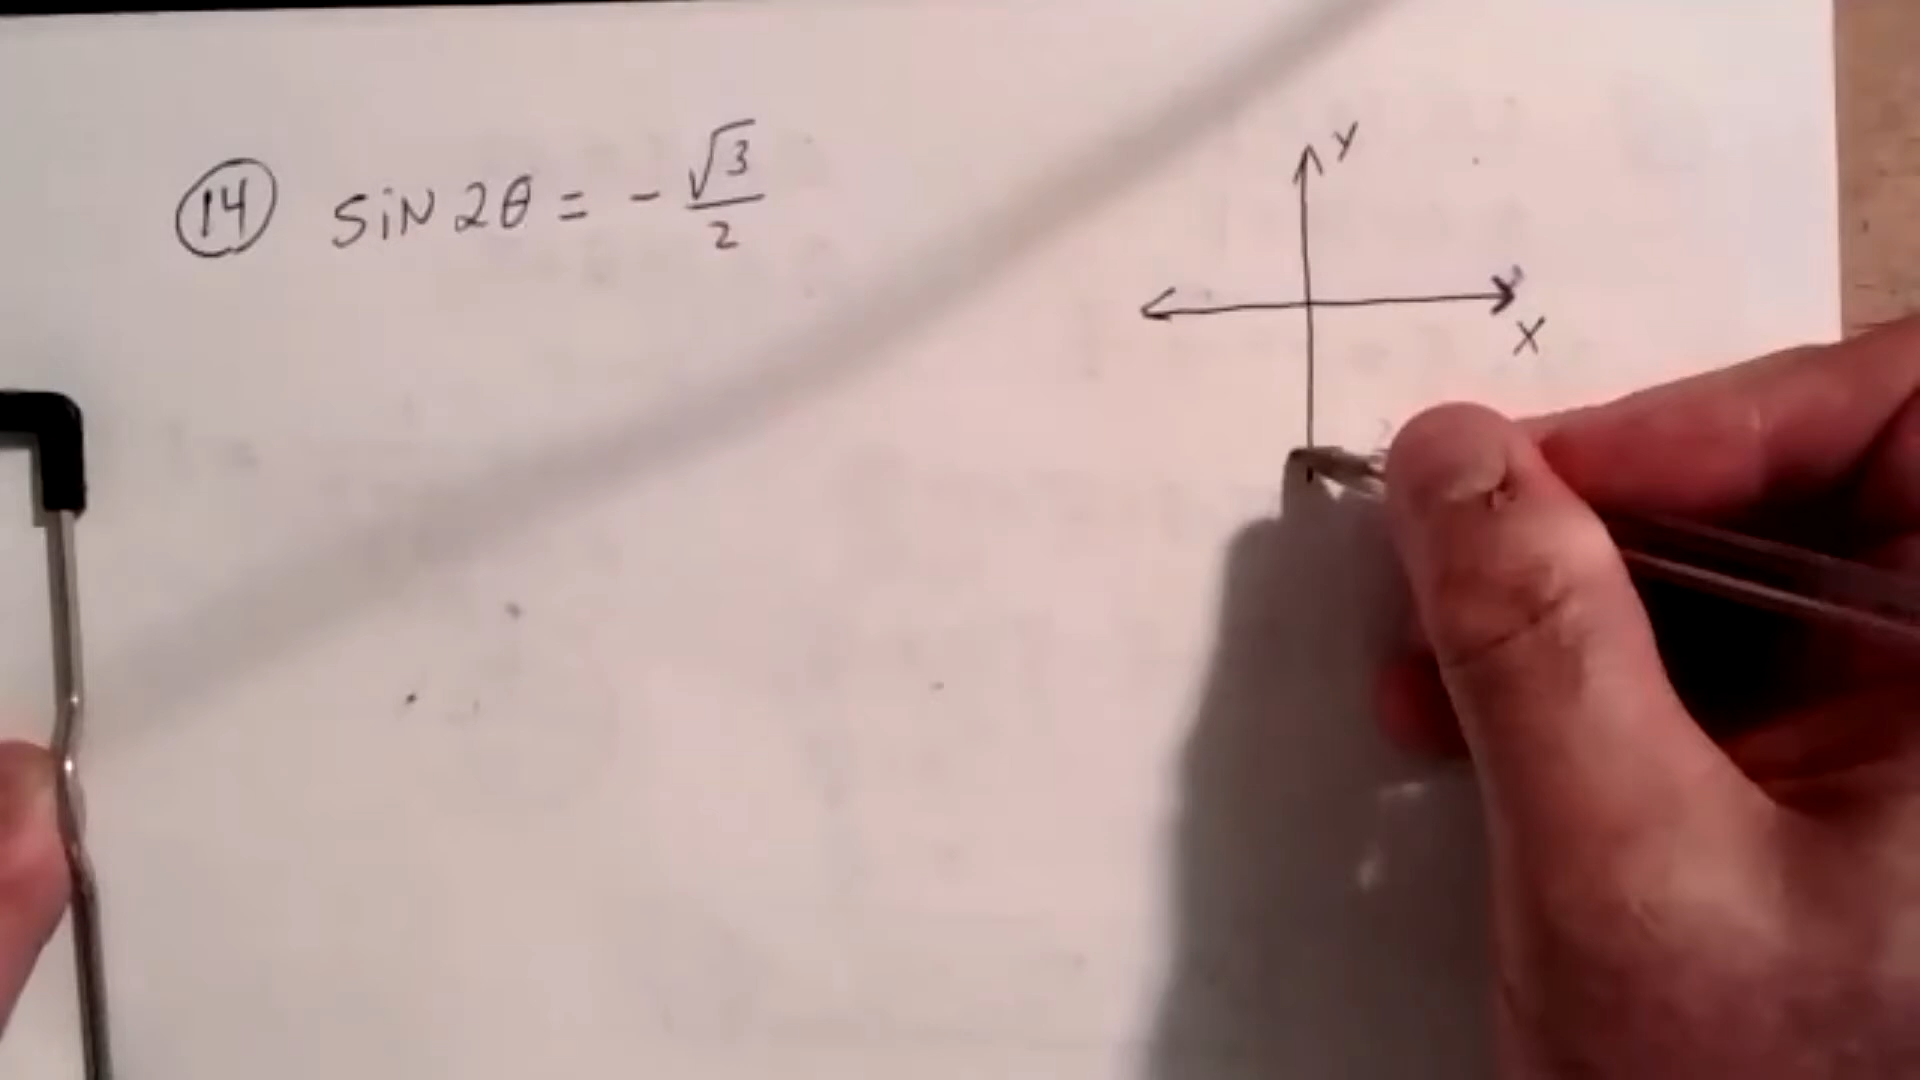 14 SiN 2θ = - √3/2
y
x